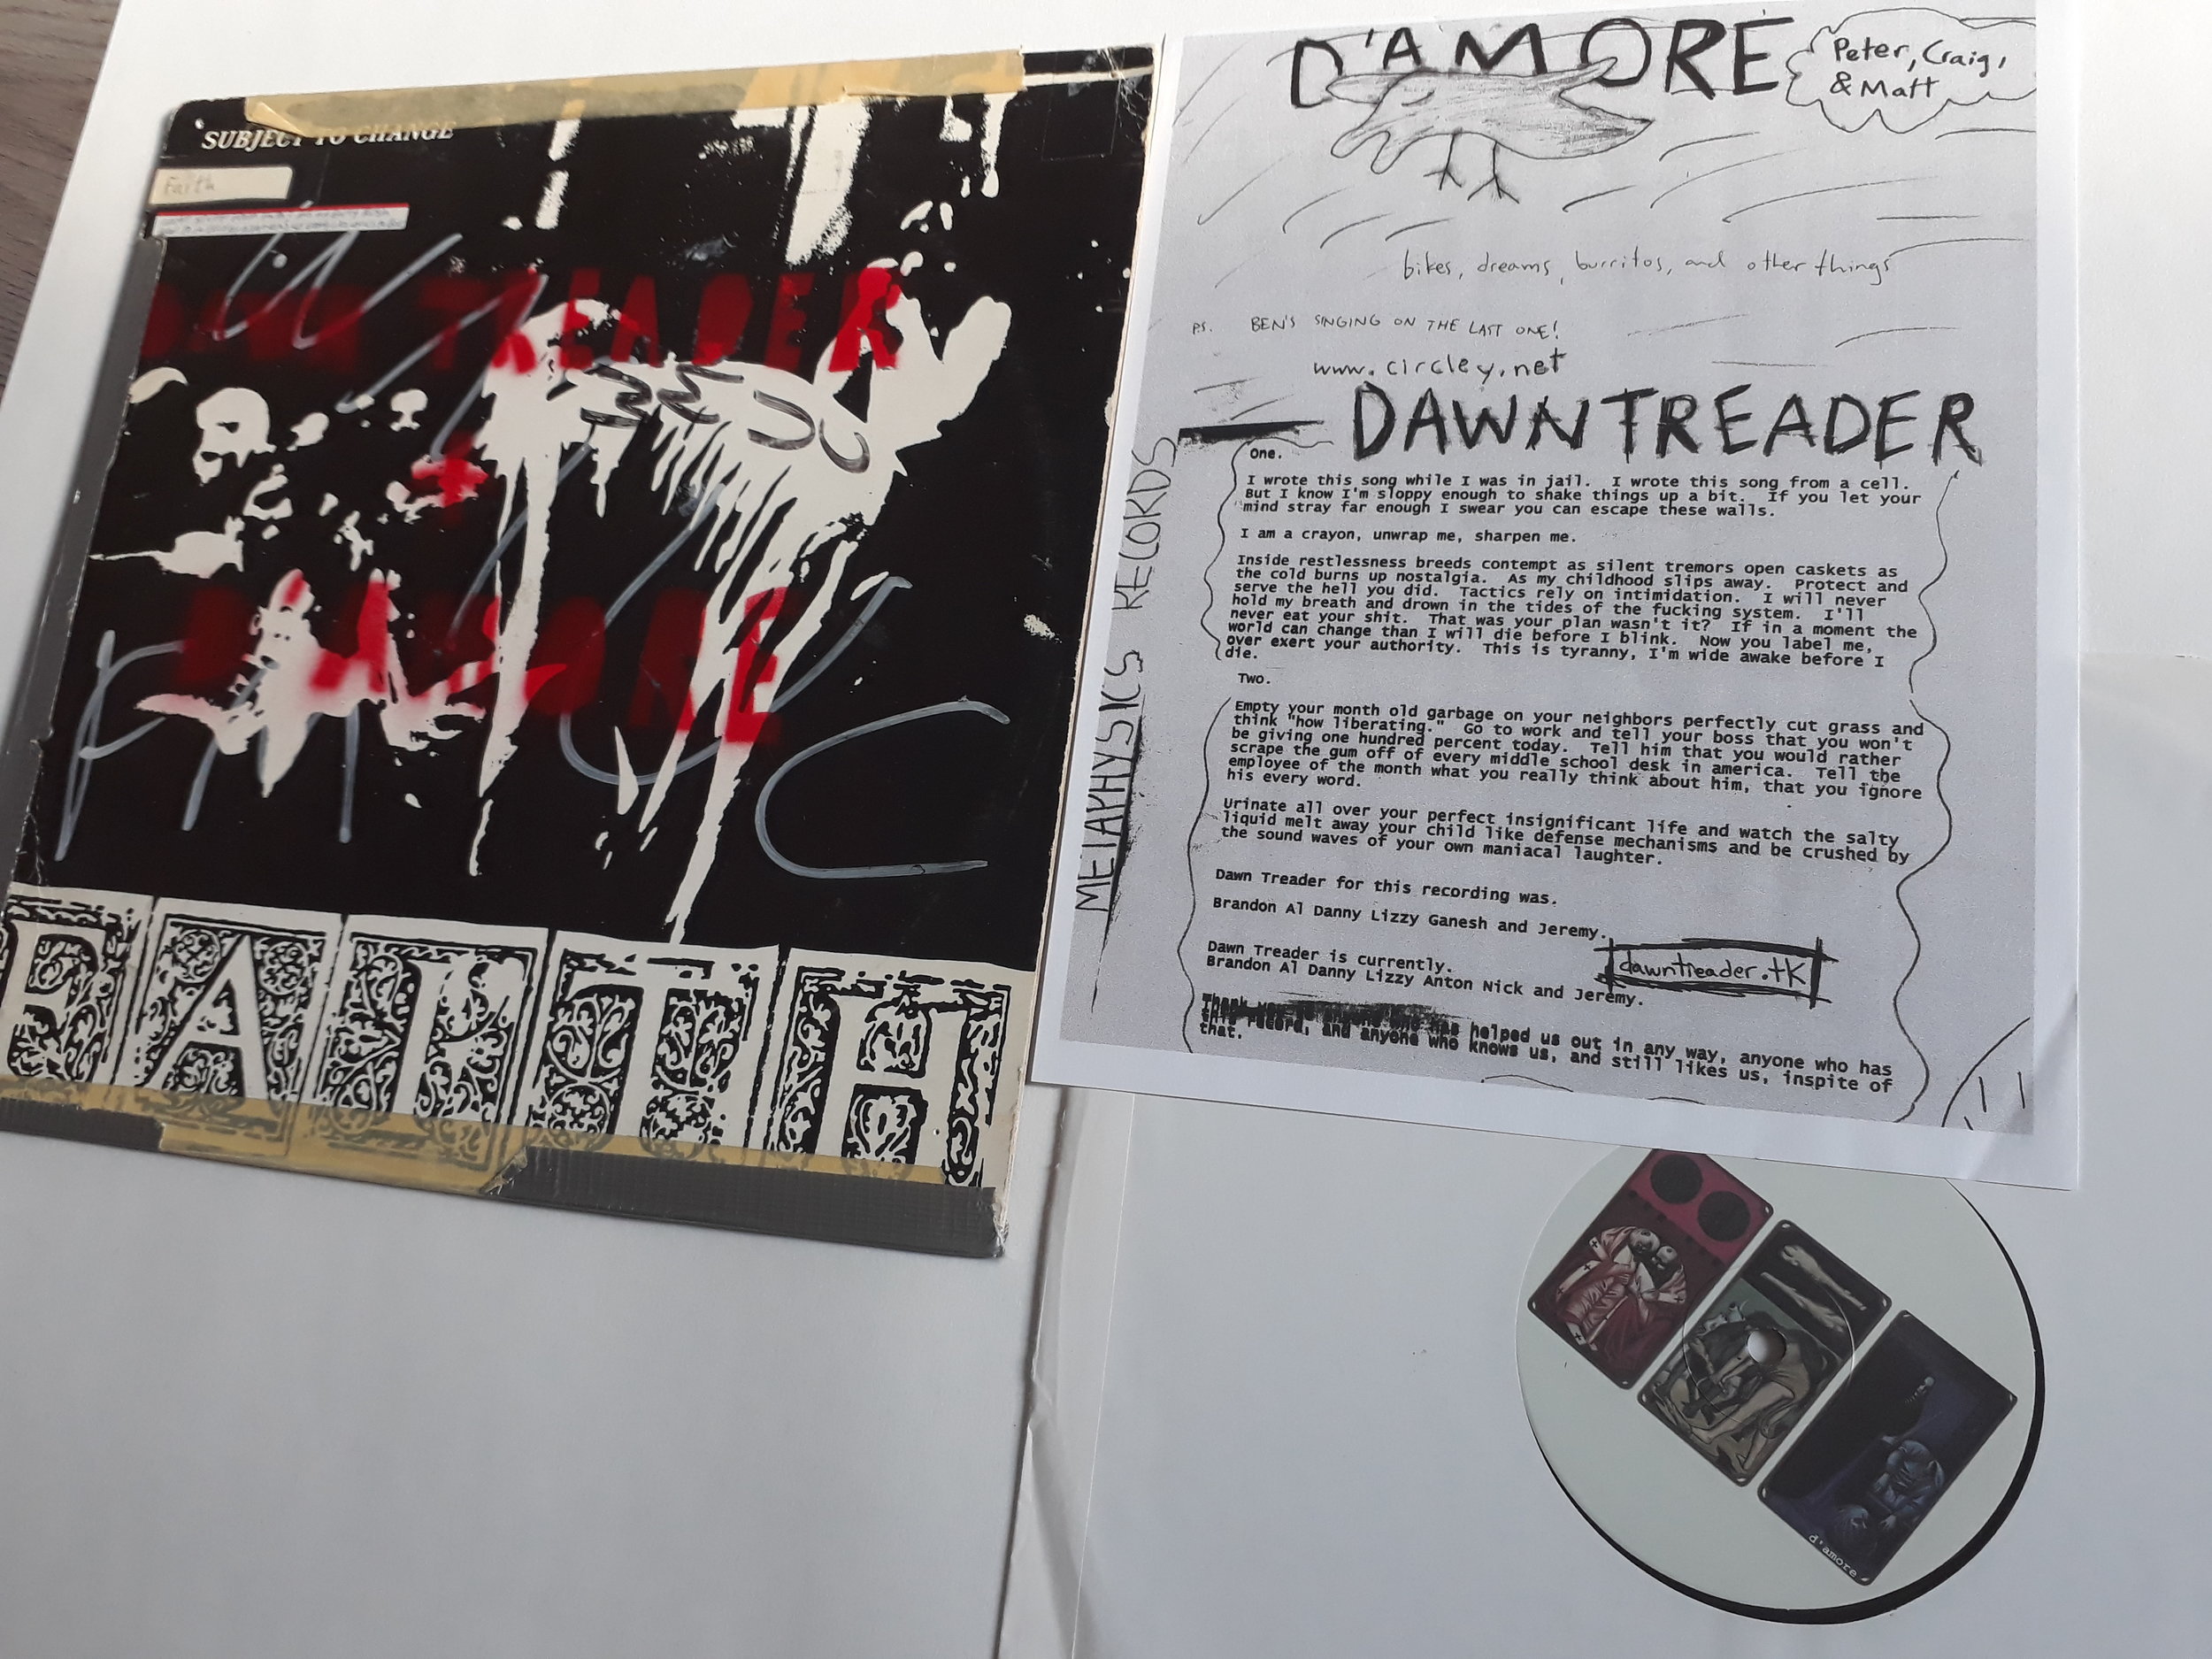 SUBJECT TO CHANGE
Faith
DAWN TREADER
+
D'AMORE
FAITH
D'AMORE
Peter, Craig,
& Matt
bikes, dreams, burritos, and other things
P.S. BEN'S SINGING ON THE LAST ONE!
www.circley.net
DAWN TREADER
METAPHYSICS RECORDS
One.
I wrote this song while I was in jail. I wrote this song from a cell.
But I know I'm sloppy enough to shake things up a bit. If you let your
mind stray far enough I swear you can escape these walls.
I am a crayon, unwrap me, sharpen me.
Inside restlessness breeds contempt as silent tremors open caskets as
the cold burns up nostalgia. As my childhood slips away. Protect and
serve the hell you did. Tactics rely on intimidation. I will never
hold my breath and drown in the tides of the fucking system. I'll
never eat your shit. That was your plan wasn't it? If in a moment the
world can change than I will die before I blink. Now you label me,
over exert your authority. This is tyranny, I'm wide awake before I
die.
Two.
Empty your month old garbage on your neighbors perfectly cut grass and
think "how liberating." Go to work and tell your boss that you won't
be giving one hundred percent today. Tell him that you would rather
scrape the gum off of every middle school desk in america. Tell the
employee of the month what you really think about him, that you ignore
his every word.
Urinate all over your perfect insignificant life and watch the salty
liquid melt away your child like defense mechanisms and be crushed by
the sound waves of your own maniacal laughter.
Dawn Treader for this recording was.
Brandon Al Danny Lizzy Ganesh and Jeremy.
Dawn Treader is currently.
Brandon Al Danny Lizzy Anton Nick and Jeremy.
dawntreader.tk
Thank you to anyone who has helped us out in any way, anyone who has
this record, and anyone who knows us, and still likes us, inspite of
that.
d'amore